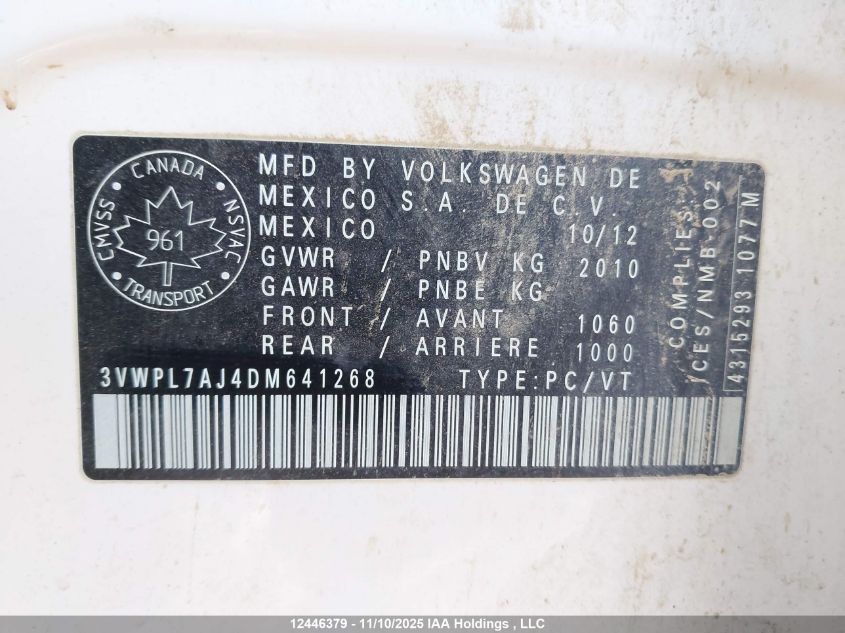 CANADA
CMVSS
NSVAC
961
TRANSPORT
MFD BY VOLKSWAGEN DE
MEXICO S.A. DE C.V.
MEXICO 10/12
GVWR / PNBV KG 2010
GAWR / PNBE KG
FRONT / AVANT 1060
REAR / ARRIERE 1000
3VWPL7AJ4DM641268 TYPE:PC/VT
COMPLIES
/CES/NMB-002
4315293 1077 M
12446379 - 11/10/2025 IAA Holdings , LLC